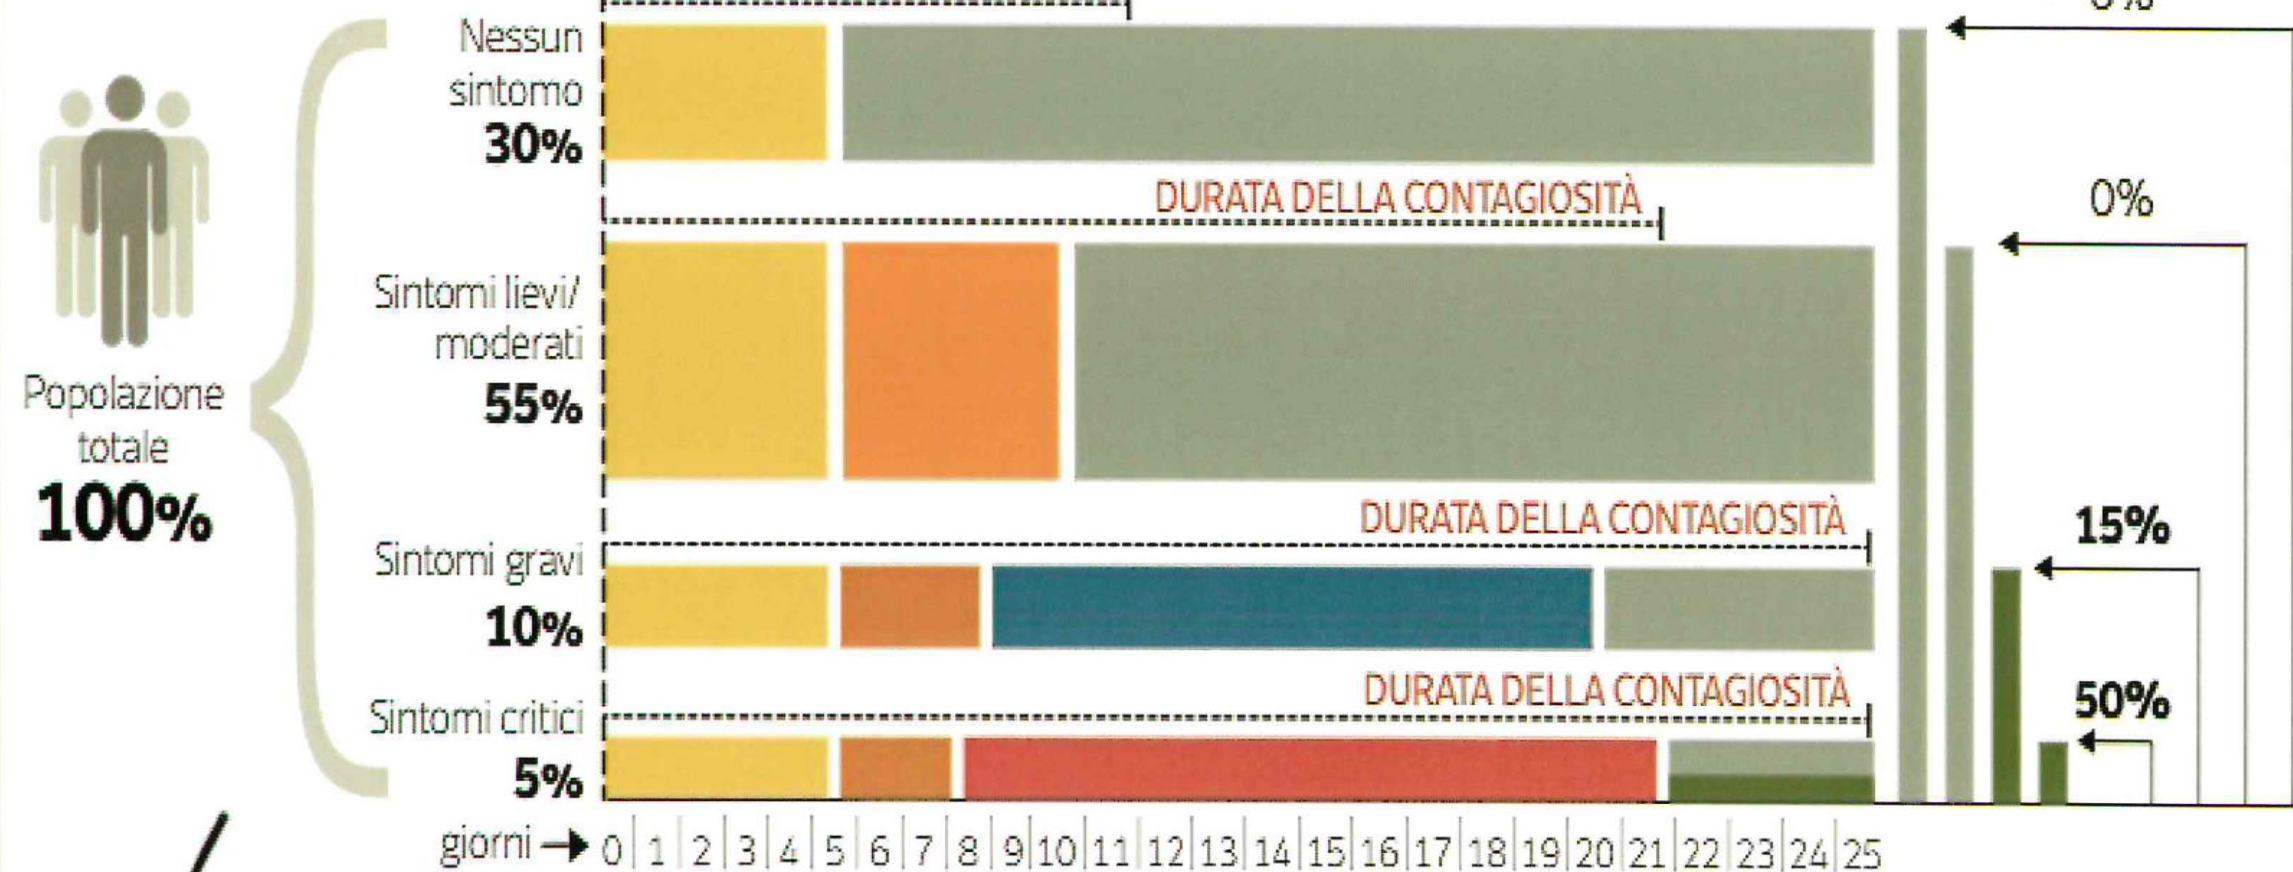 Nessun
sintomo
30%
DURATA DELLA CONTAGIOSITÀ
0%
Sintomi lievi/
moderati
55%
Popolazione
totale
100%
DURATA DELLA CONTAGIOSITÀ
15%
Sintomi gravi
10%
DURATA DELLA CONTAGIOSITÀ
50%
Sintomi critici
5%
giorni 0 1 2 3 4 5 6 7 8 9 10 11 12 13 14 15 16 17 18 19 20 21 22 23 24 25